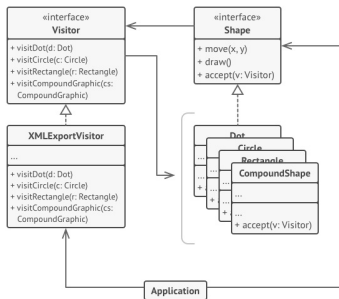 «interface»
Visitor
+ visitDot(d: Dot)
+ visitCircle(c: Circle)
+ visitRectangle(r: Rectangle)
+ visitCompoundGraphic(cs:
CompoundGraphic)
«interface»
Shape
+ move(x, y)
+ draw()
+ accept(v: Visitor)
XMLExportVisitor
...
+ visitDot(d: Dot)
+ visitCircle(c: Circle)
+ visitRectangle(r: Rectangle)
+ visitCompoundGraphic(cs:
CompoundGraphic)
Dot
...
...
+
Circle
...
...
+
Rectangle
...
...
+
CompoundShape
...
...
+ accept(v: Visitor)
Application